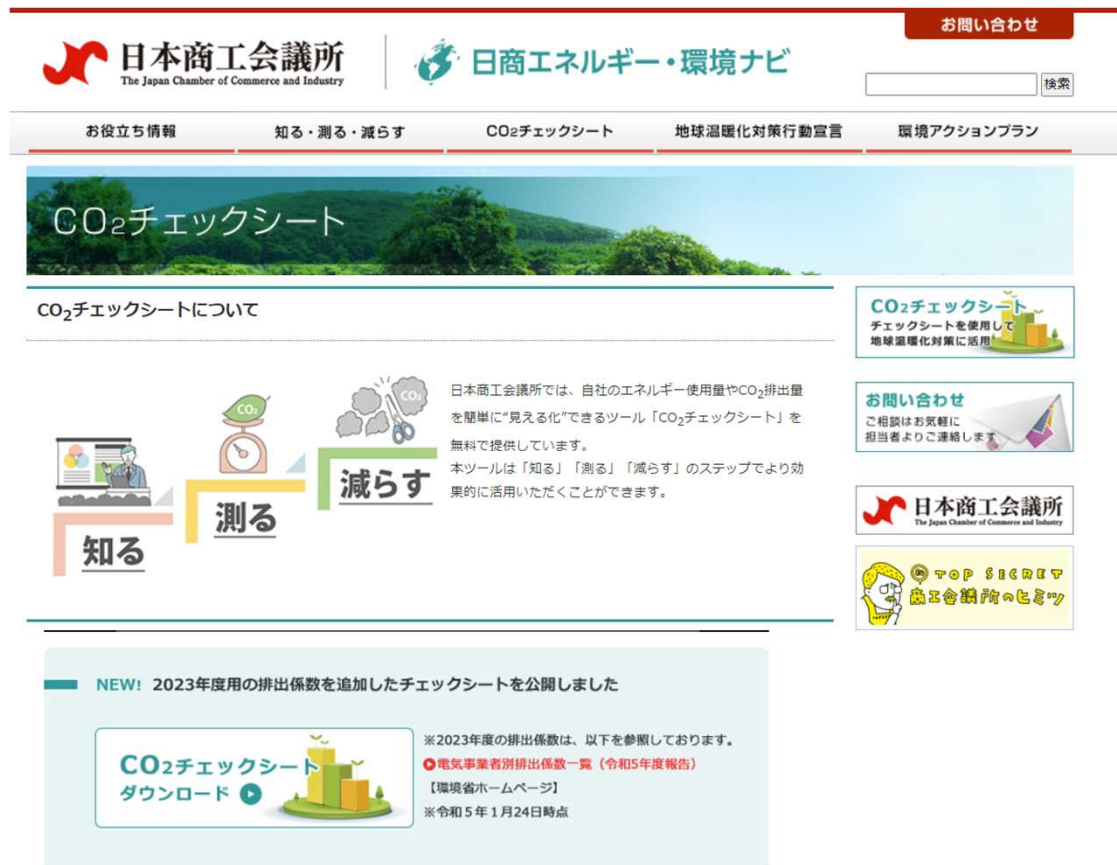 お問い合わせ
日本商工会議所
The Japan Chamber of Commerce and Industry
日商エネルギー・環境ナビ
検索
お役立ち情報
知る・測る・減らす
CO2チェックシート
地球温暖化対策行動宣言
環境アクションプラン
CO2チェックシート
CO2チェックシートについて
CO2
CO2
知る
測る
減らす
日本商工会議所では、自社のエネルギー使用量やCO2排出量
を簡単に“見える化”できるツール「CO2チェックシート」を
無料で提供しています。
本ツールは「知る」「測る」「減らす」のステップでより効
果的に活用いただくことができます。
CO2チェックシート
チェックシートを使用して
地球温暖化対策に活用
お問い合わせ
ご相談はお気軽に
担当者よりご連絡します
日本商工会議所
The Japan Chamber of Commerce and Industry
TOP SECRET
商工会議所のヒミツ
NEW! 2023年度用の排出係数を追加したチェックシートを公開しました
CO2チェックシート
ダウンロード
※2023年度の排出係数は、以下を参照しております。
電気事業者別排出係数一覧（令和5年度報告）
【環境省ホームページ】
※令和５年１月24日時点